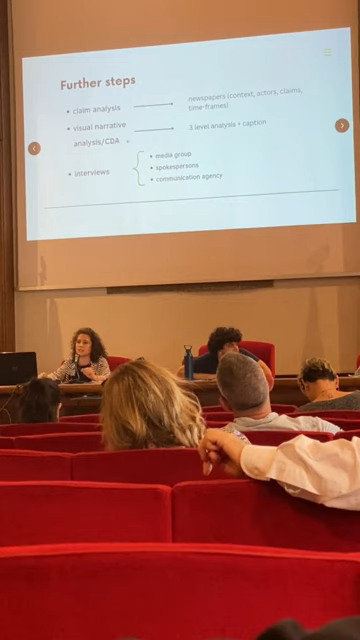 Further steps
• claim analysis
newspapers (context, actors, claims,
time-frames)
• visual narrative
analysis/CDA
3 level analysis + caption
• interviews
• media group
• spokespersons
• communication agency